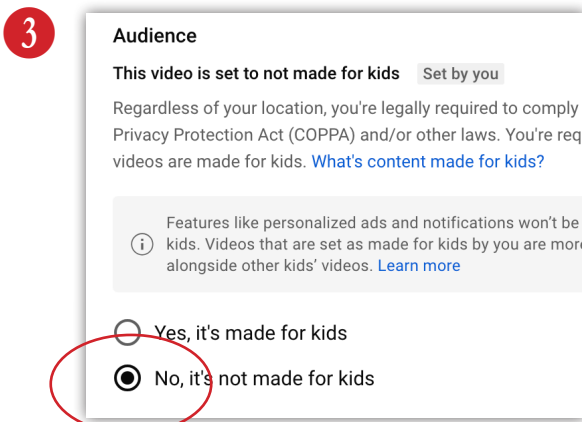 3
Audience
This video is set to not made for kids Set by you
Regardless of your location, you're legally required to comply
Privacy Protection Act (COPPA) and/or other laws. You're req
videos are made for kids. What's content made for kids?
Features like personalized ads and notifications won't be
kids. Videos that are set as made for kids by you are more
alongside other kids' videos. Learn more
Yes, it's made for kids
No, it's not made for kids